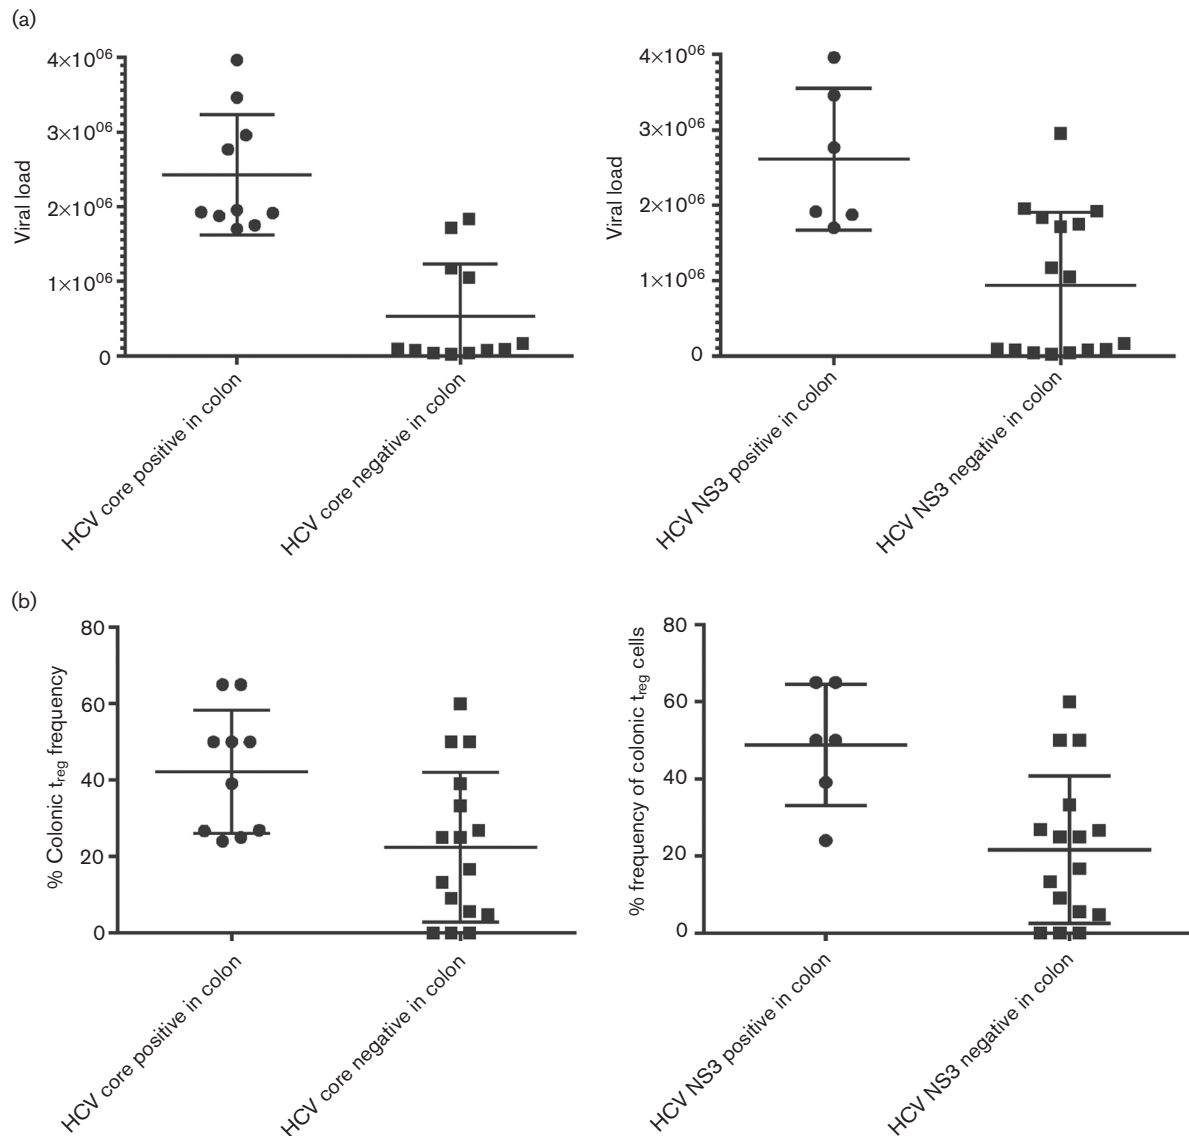 (a)
Viral load
4×10⁰⁶
3×10⁰⁶
2×10⁰⁶
1×10⁰⁶
0
HCV core positive in colon
HCV core negative in colon
Viral load
4×10⁰⁶
3×10⁰⁶
2×10⁰⁶
1×10⁰⁶
0
HCV NS3 positive in colon
HCV NS3 negative in colon
(b)
% Colonic t_reg frequency
80
60
40
20
0
HCV core positive in colon
HCV core negative in colon
% frequency of colonic t_reg cells
80
60
40
20
0
HCV NS3 positive in colon
HCV NS3 negative in colon